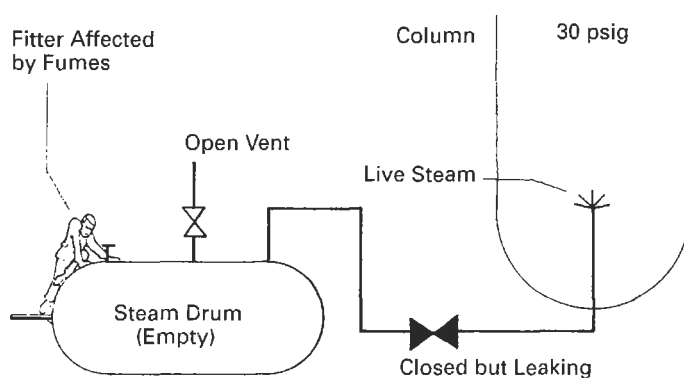 Fitter Affected
by Fumes
Column
30 psig
Open Vent
Live Steam
Steam Drum
(Empty)
Closed but Leaking